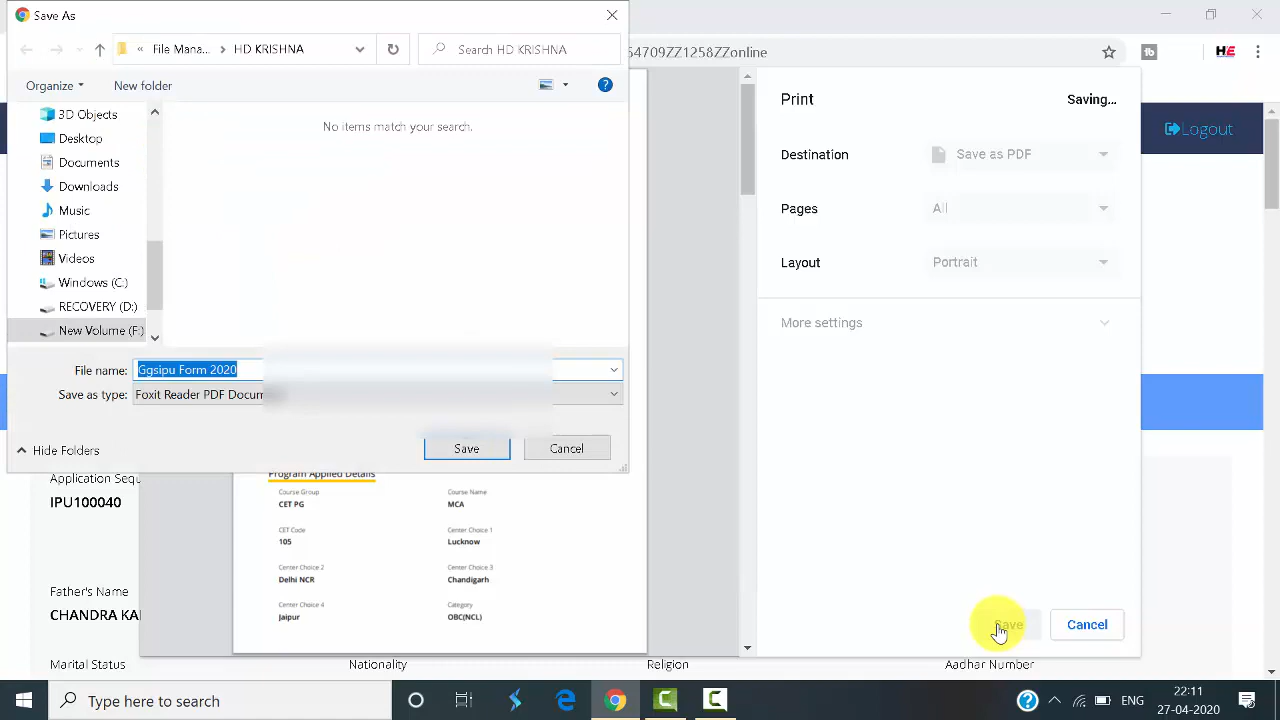 Save As
« File Mana... > HD KRISHNA
Search HD KRISHNA
64709ZZ1258ZZonline
Organize
New folder
3D Objects
Desktop
Documents
Downloads
Music
Pictures
Videos
Windows (C:)
RECOVERY (D:)
New Volume (F:)
No items match your search.
File name: Ggsipu Form 2020
Save as type: Foxit Reader PDF Docum
Hide Folders
Save
Cancel
Print
Saving...
Destination
Save as PDF
Pages
All
Layout
Portrait
More settings
Save
Cancel
Logout
Application Sequ
IPU100040
Father's Name
CHANDRA KA
Marital Status
Nationality
Religion
Aadhar Number
Program Applied Details
Course Group
Course Name
CET PG
MCA
CET Code
Center Choice 1
105
Lucknow
Center Choice 2
Center Choice 3
Delhi NCR
Chandigarh
Center Choice 4
Category
Jaipur
OBC(NCL)
Type here to search
ENG
22:11
27-04-2020